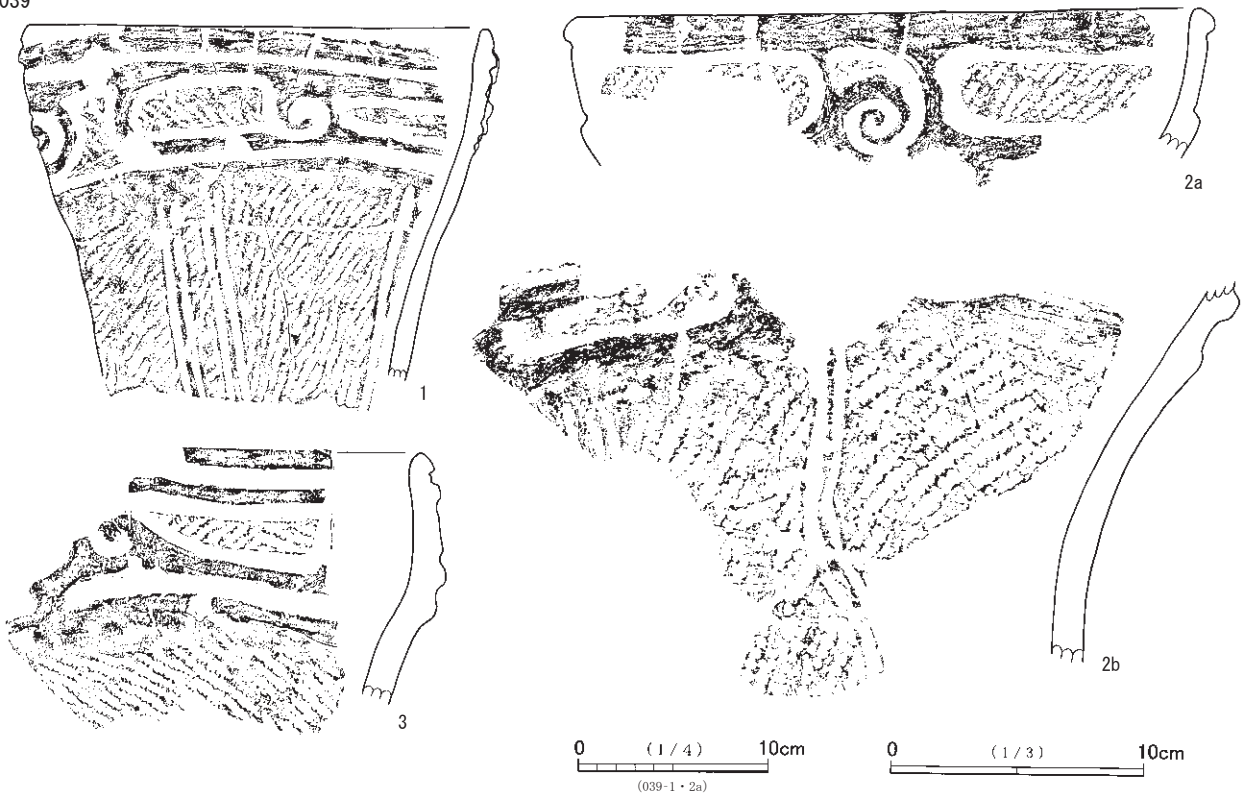 039
1
2a
2b
3
0 (1/4) 10cm
(039-1・2a)
0 (1/3) 10cm